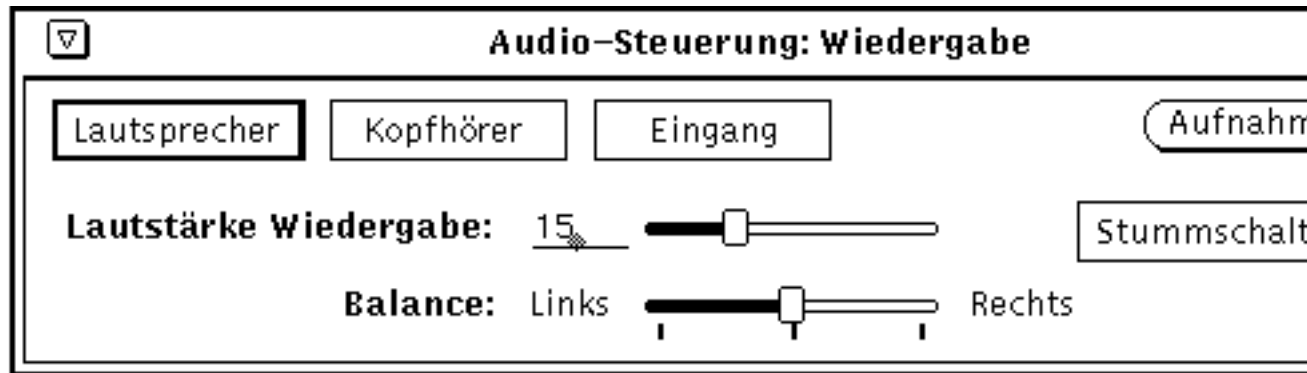 Audio-Steuerung: Wiedergabe
Lautsprecher Kopfhörer Eingang Aufnahm
Lautstärke Wiedergabe: 15 Stummschalt
Balance: Links Rechts